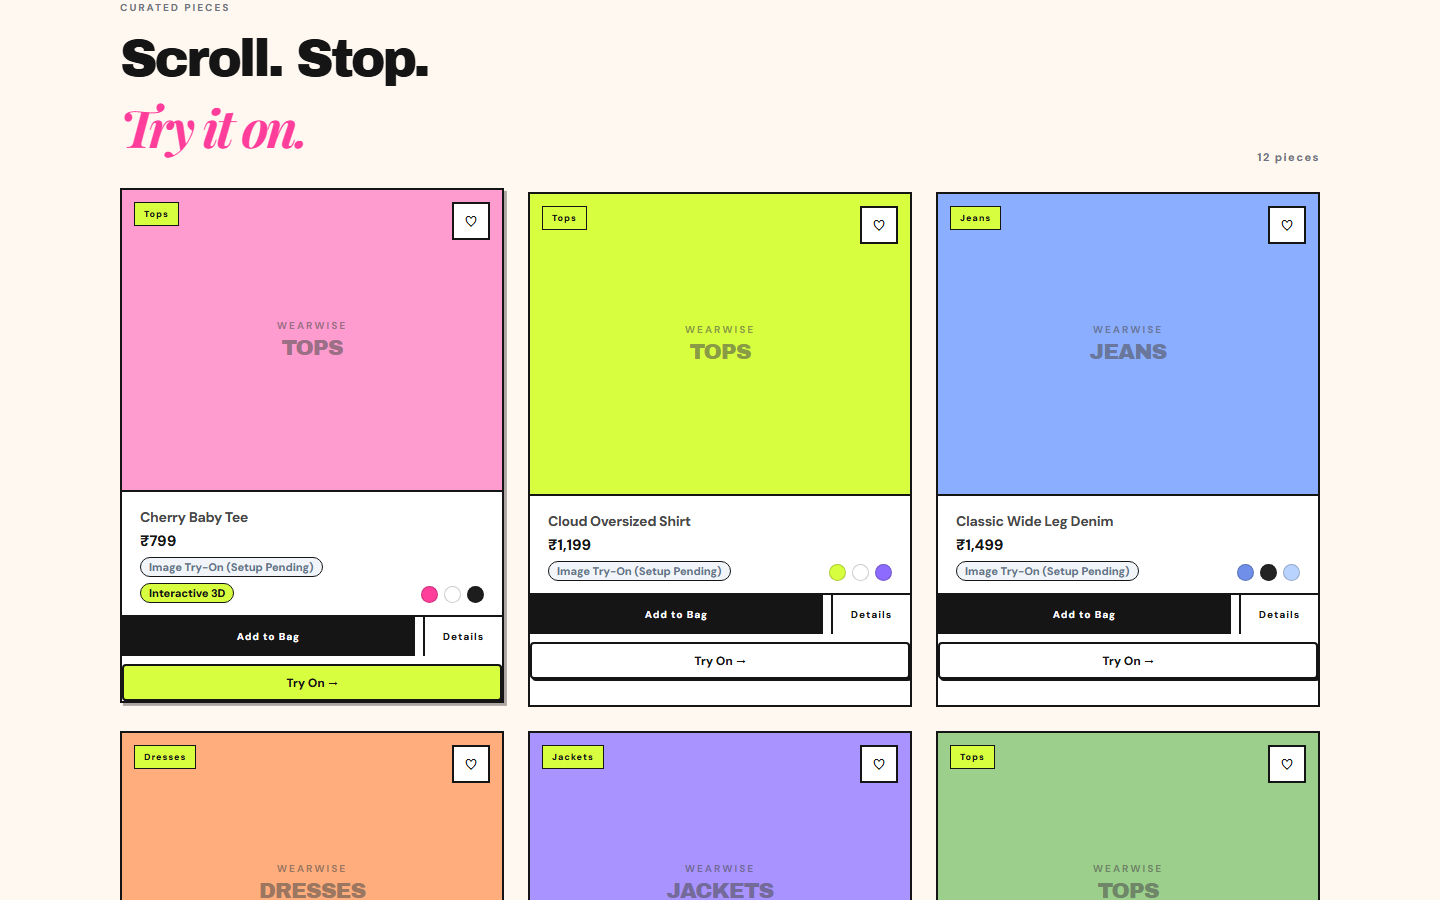 CURATED PIECES
Scroll. Stop.
Try it on.
12 pieces
Tops
♡
WEARWISE
TOPS
Cherry Baby Tee
₹799
Image Try-On (Setup Pending)
Interactive 3D
Add to Bag
Details
Try On →
Tops
♡
WEARWISE
TOPS
Cloud Oversized Shirt
₹1,199
Image Try-On (Setup Pending)
Add to Bag
Details
Try On →
Jeans
♡
WEARWISE
JEANS
Classic Wide Leg Denim
₹1,499
Image Try-On (Setup Pending)
Add to Bag
Details
Try On →
Dresses
♡
WEARWISE
DRESSES
Jackets
♡
WEARWISE
JACKETS
Tops
♡
WEARWISE
TOPS